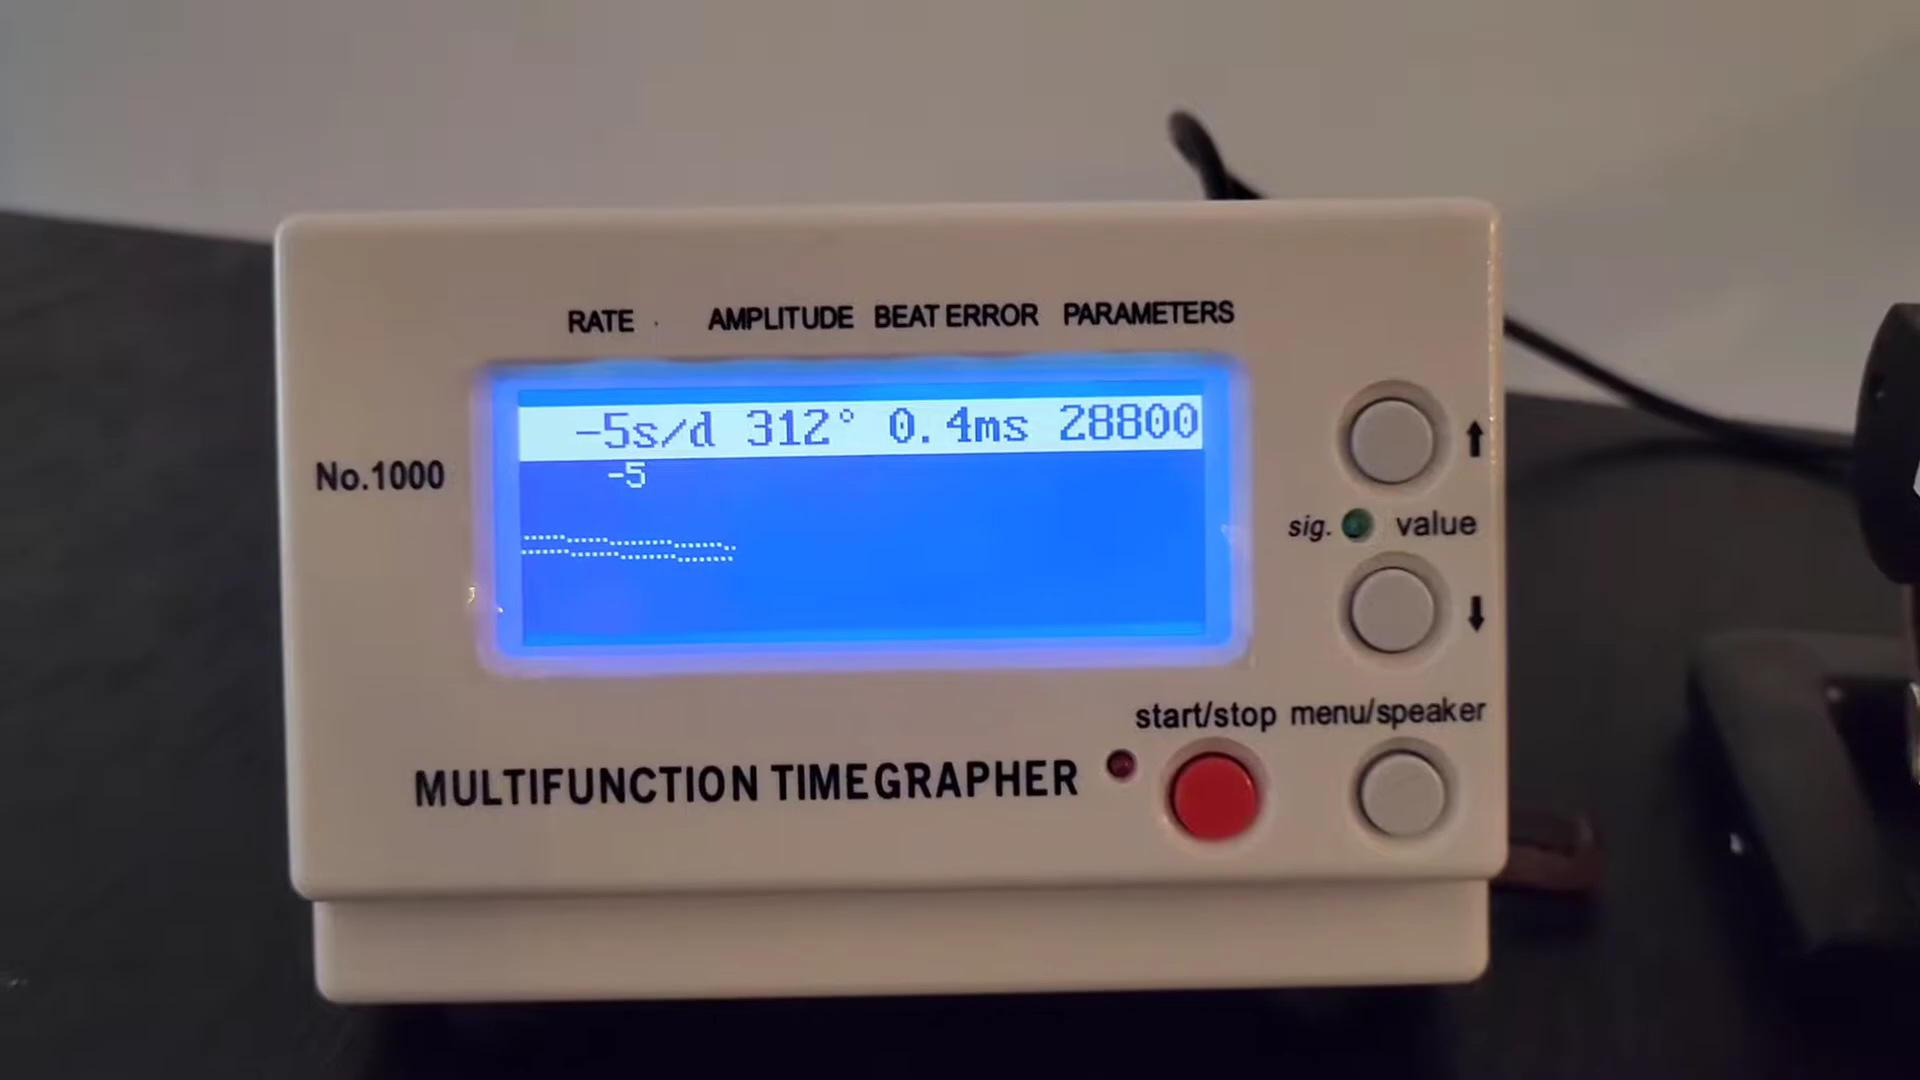 RATE AMPLITUDE BEAT ERROR PARAMETERS
-5s/d 312° 0.4ms 28800
-5
No.1000
sig. value
start/stop menu/speaker
MULTIFUNCTION TIMEGRAPHER